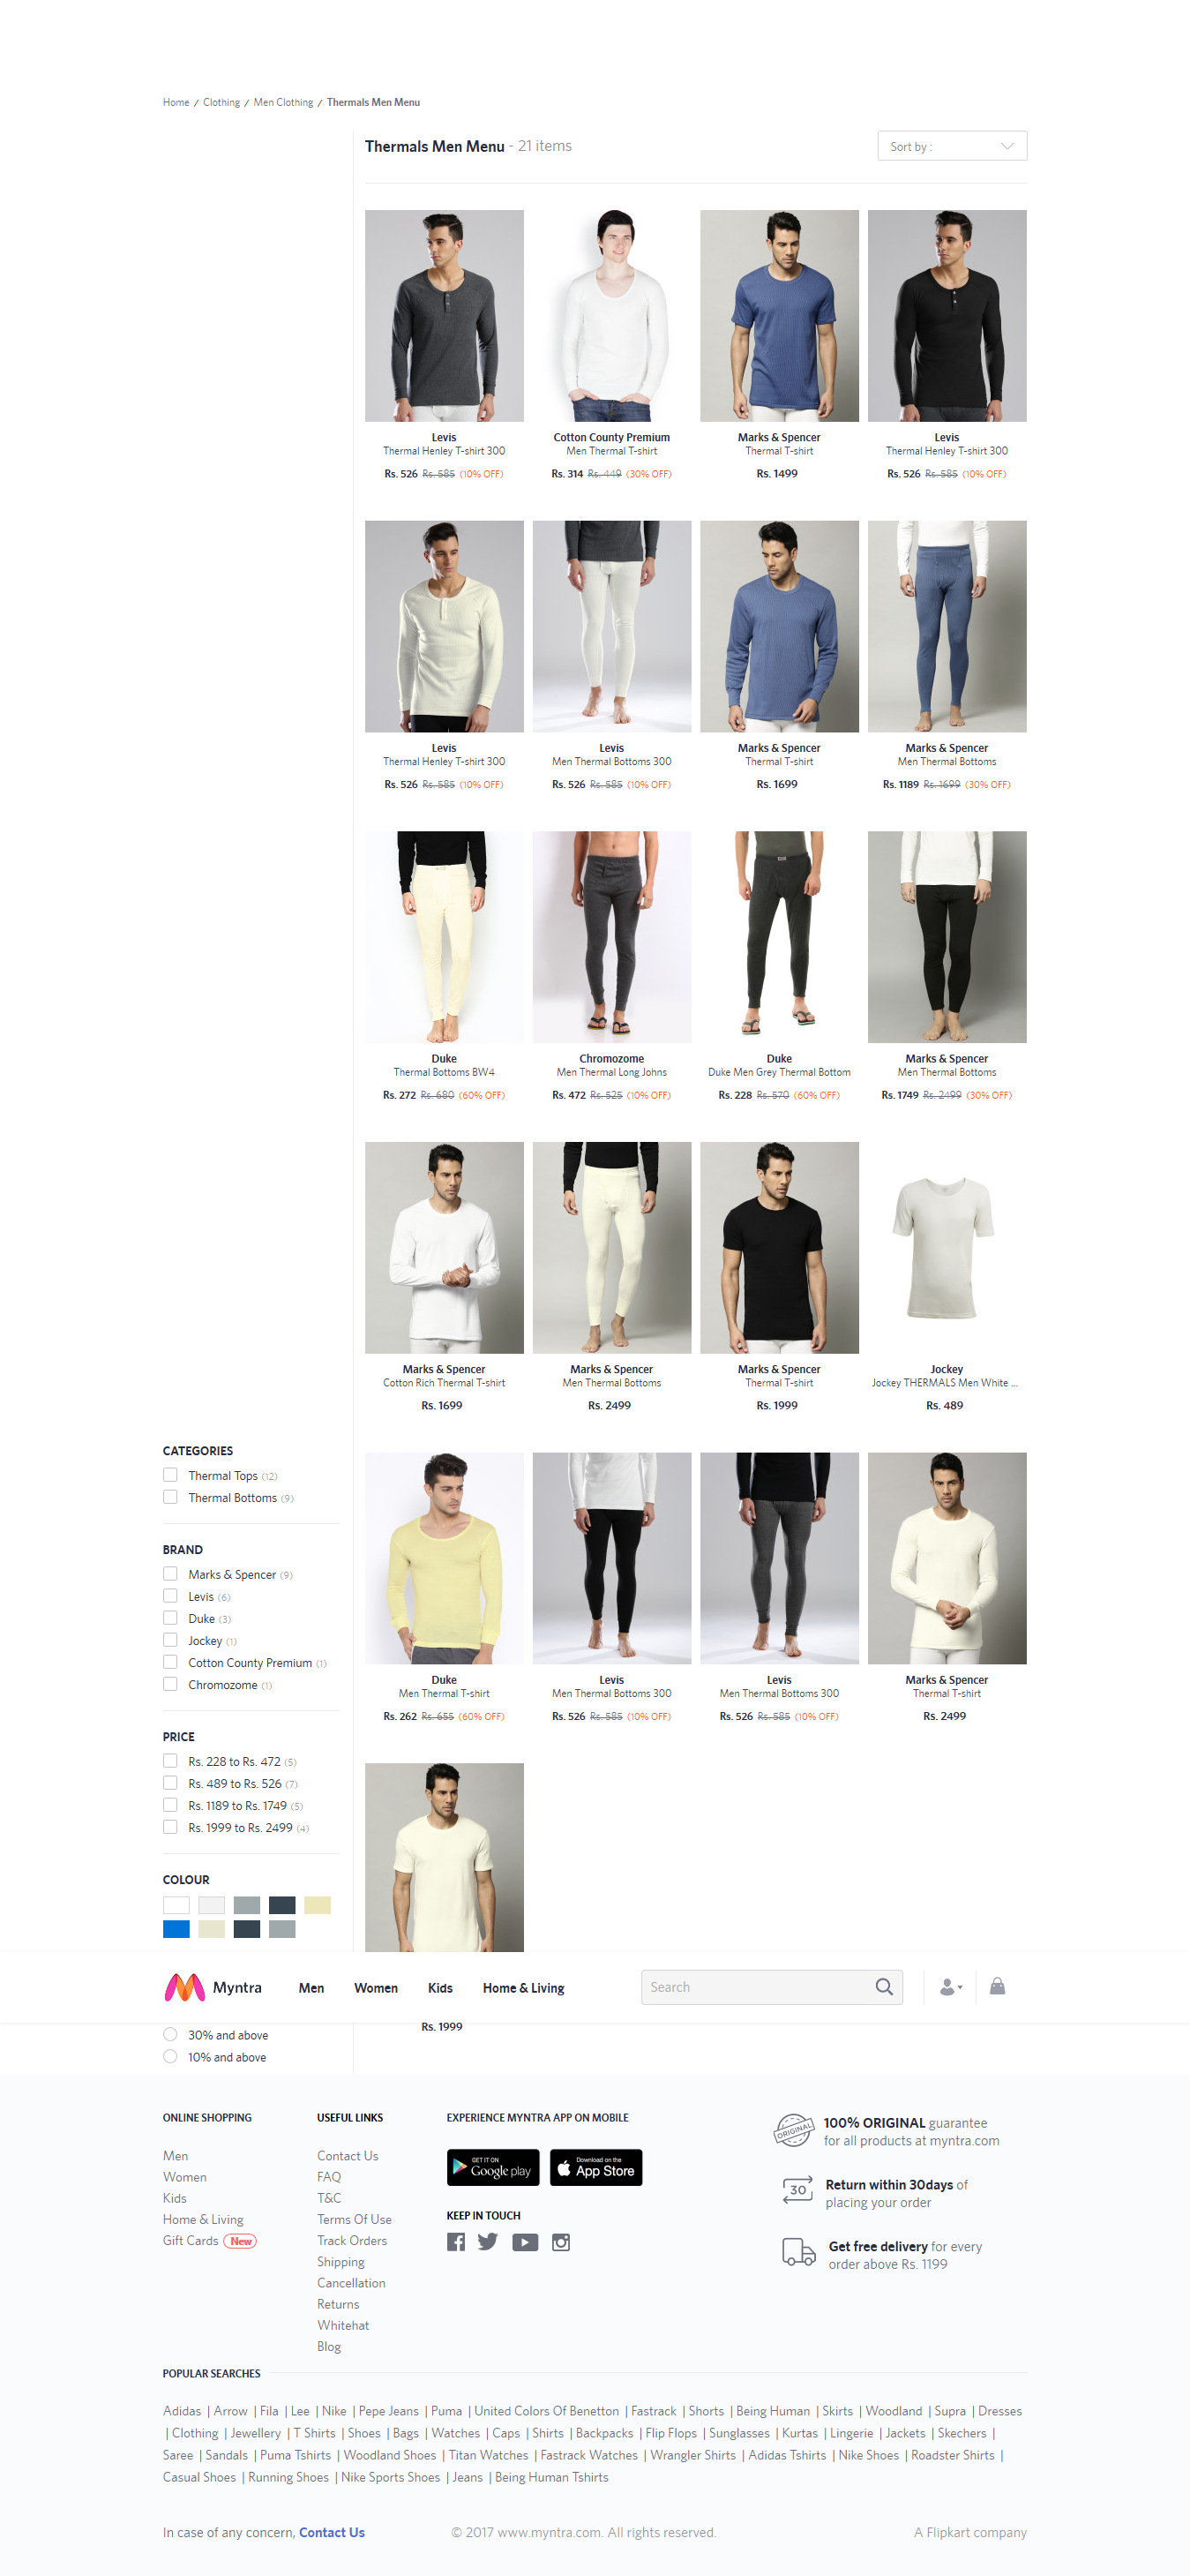 Home / Clothing / Men Clothing / Thermals Men Menu
Thermals Men Menu - 21 items
Sort by :
Levis
Thermal Henley T-shirt 300
Rs. 526 Rs. 585 (10% OFF)
Cotton County Premium
Men Thermal T-shirt
Rs. 314 Rs. 449 (30% OFF)
Marks & Spencer
Thermal T-shirt
Rs. 1499
Levis
Thermal Henley T-shirt 300
Rs. 526 Rs. 585 (10% OFF)
Levis
Thermal Henley T-shirt 300
Rs. 526 Rs. 585 (10% OFF)
Levis
Men Thermal Bottoms 300
Rs. 526 Rs. 585 (10% OFF)
Marks & Spencer
Thermal T-shirt
Rs. 1699
Marks & Spencer
Men Thermal Bottoms
Rs. 1189 Rs. 1699 (30% OFF)
Duke
Thermal Bottoms BW4
Rs. 272 Rs. 680 (60% OFF)
Chromozome
Men Thermal Long Johns
Rs. 472 Rs. 525 (10% OFF)
Duke
Duke Men Grey Thermal Bottom
Rs. 228 Rs. 570 (60% OFF)
Marks & Spencer
Men Thermal Bottoms
Rs. 1749 Rs. 2499 (30% OFF)
Marks & Spencer
Cotton Rich Thermal T-shirt
Rs. 1699
Marks & Spencer
Men Thermal Bottoms
Rs. 2499
Marks & Spencer
Thermal T-shirt
Rs. 1999
Jockey
Jockey THERMALS Men White ...
Rs. 489
CATEGORIES
Thermal Tops (12)
Thermal Bottoms (9)
BRAND
Marks & Spencer (9)
Levis (6)
Duke (3)
Jockey (1)
Cotton County Premium (1)
Chromozome (1)
PRICE
Rs. 228 to Rs. 472 (5)
Rs. 489 to Rs. 526 (7)
Rs. 1189 to Rs. 1749 (5)
Rs. 1999 to Rs. 2499 (4)
COLOUR
Duke
Men Thermal T-shirt
Rs. 262 Rs. 655 (60% OFF)
Levis
Men Thermal Bottoms 300
Rs. 526 Rs. 585 (10% OFF)
Levis
Men Thermal Bottoms 300
Rs. 526 Rs. 585 (10% OFF)
Marks & Spencer
Thermal T-shirt
Rs. 2499
Myntra
Men Women Kids Home & Living
Search
Rs. 1999
30% and above
10% and above
ONLINE SHOPPING
Men
Women
Kids
Home & Living
Gift Cards New
USEFUL LINKS
Contact Us
FAQ
T&C
Terms Of Use
Track Orders
Shipping
Cancellation
Returns
Whitehat
Blog
EXPERIENCE MYNTRA APP ON MOBILE
GET IT ON
Google play
Download on the
App Store
KEEP IN TOUCH
ORIGINAL
100% ORIGINAL guarantee
for all products at myntra.com
30
Return within 30days of
placing your order
Get free delivery for every
order above Rs. 1199
POPULAR SEARCHES
Adidas | Arrow | Fila | Lee | Nike | Pepe Jeans | Puma | United Colors Of Benetton | Fastrack | Shorts | Being Human | Skirts | Woodland | Supra | Dresses
| Clothing | Jewellery | T Shirts | Shoes | Bags | Watches | Caps | Shirts | Backpacks | Flip Flops | Sunglasses | Kurtas | Lingerie | Jackets | Skechers |
Saree | Sandals | Puma Tshirts | Woodland Shoes | Titan Watches | Fastrack Watches | Wrangler Shirts | Adidas Tshirts | Nike Shoes | Roadster Shirts |
Casual Shoes | Running Shoes | Nike Sports Shoes | Jeans | Being Human Tshirts
In case of any concern, Contact Us
© 2017 www.myntra.com. All rights reserved.
A Flipkart company